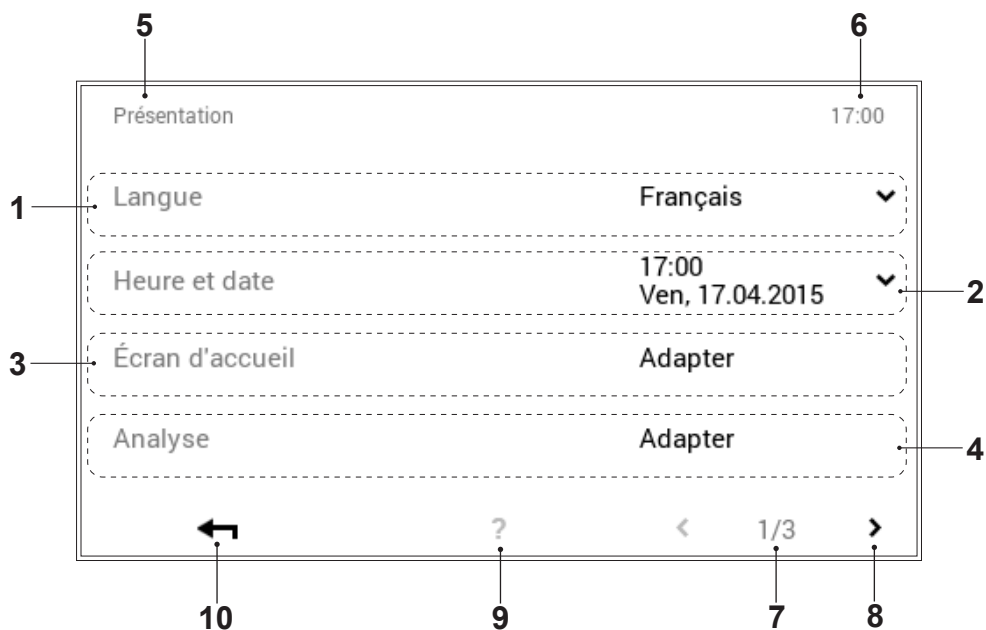 5 6
Présentation 17:00
1 Langue Français
Heure et date 17:00
Ven, 17.04.2015 2
3 Écran d'accueil Adapter
Analyse Adapter 4
? < 1/3 >
10 9 7 8